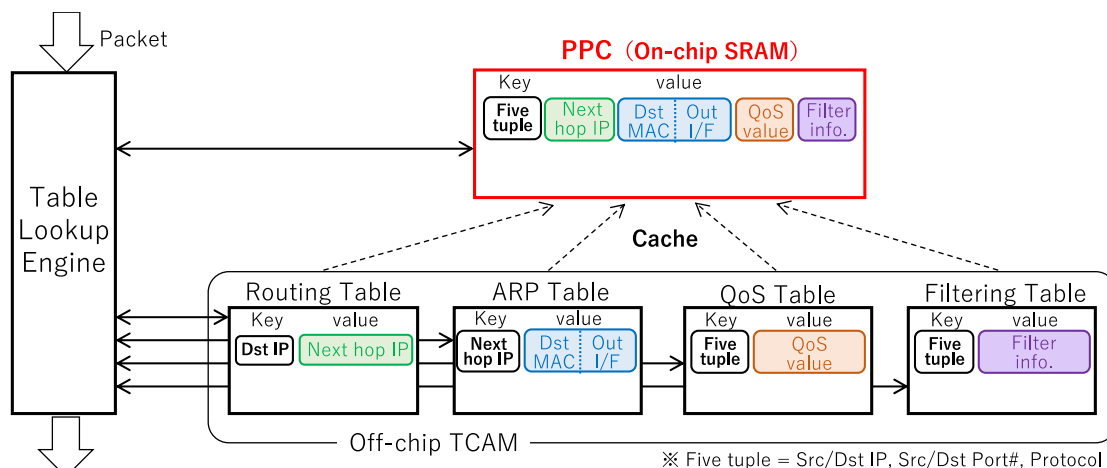 Packet
PPC (On-chip SRAM)
Key value
Five tuple
Next hop IP
Dst MAC
Out I/F
QoS value
Filter info.
Table Lookup Engine
Cache
Routing Table
Key value
Dst IP
Next hop IP
ARP Table
Key value
Next hop IP
Dst MAC
Out I/F
QoS Table
Key value
Five tuple
QoS value
Filtering Table
Key value
Five tuple
Filter info.
Off-chip TCAM
※ Five tuple = Src/Dst IP, Src/Dst Port#, Protocol